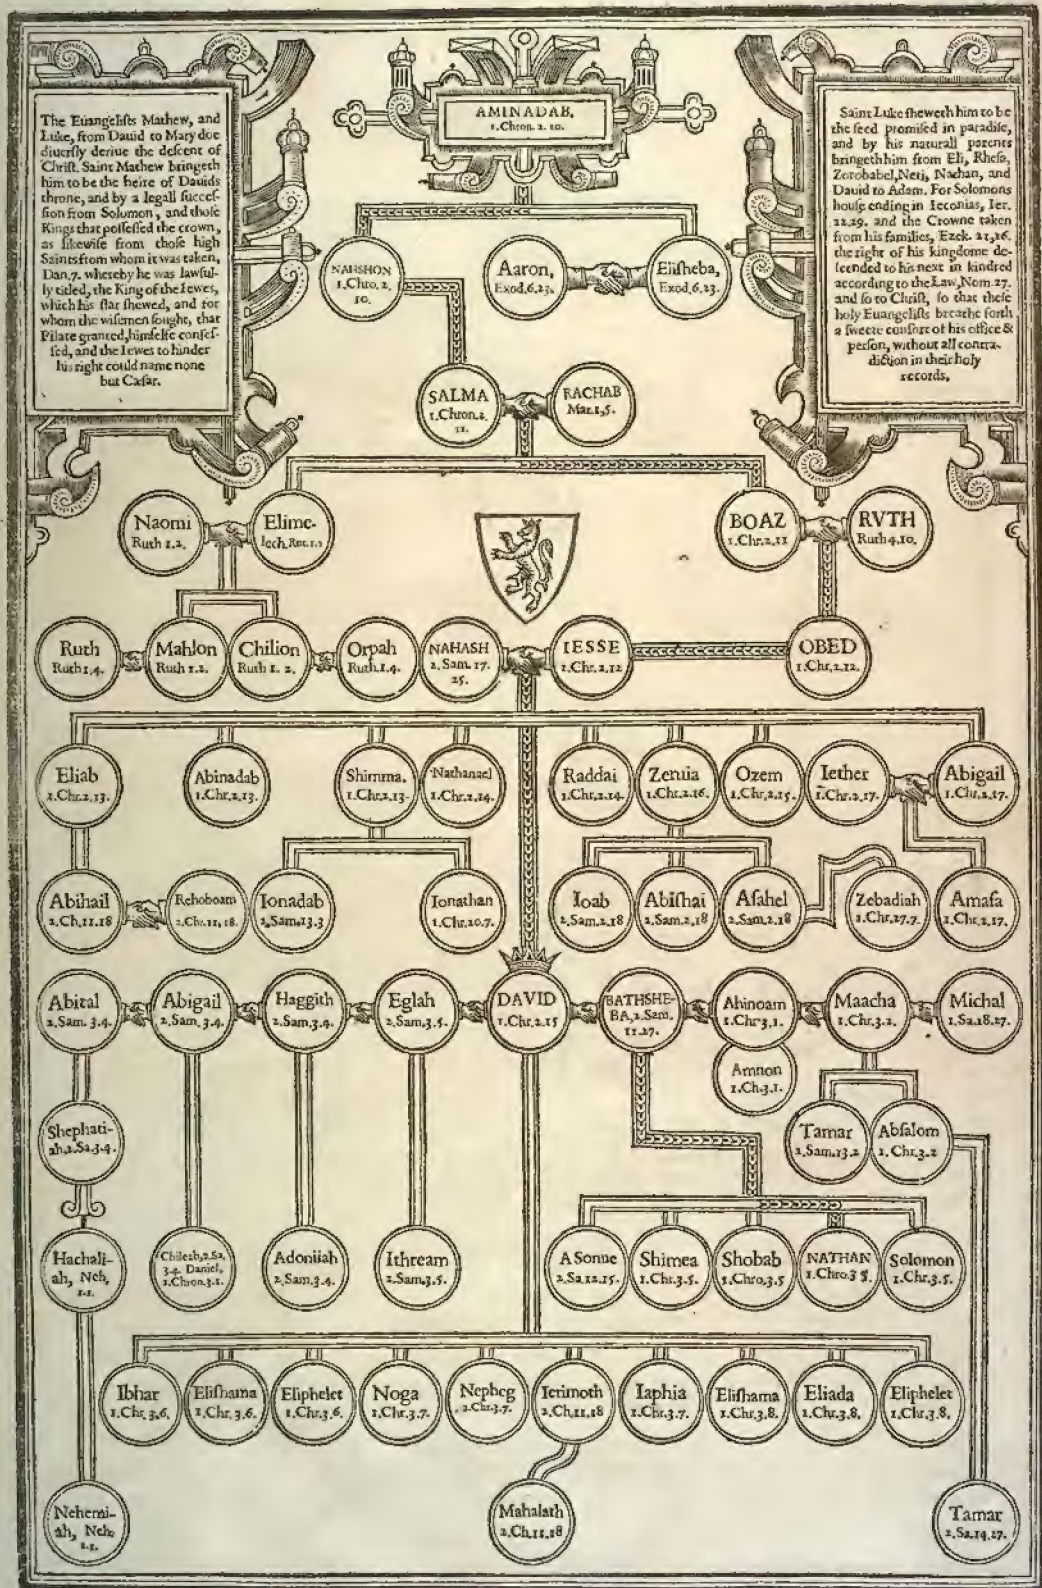 The Euangelists Mathew, and
Luke, from Dauid to Mary doe
diuersly deriue the descent of
Christ. Saint Mathew bringeth
him to be the heire of Dauids
throne, and by a legall succes-
sion from Solomon, and those
Kings that possessed the crown,
as likewise from those high
Saints from whom it was taken,
Dan.7. whereby he was lawful-
ly titled, the King of the Iewes,
which his star shewed, and for
whom the wisemen sought, that
Pilate granted, himselfe confes-
sed, and the Iewes to hinder
his right could name none
but Cæsar.
AMINADAB.
1.Chron.2.10.
Saint Luke sheweth him to be
the seed promised in paradise,
and by his naturall parents
bringeth him from Eli, Rhesa,
Zorobabel, Nerj, Nathan, and
Dauid to Adam. For Solomons
house ending in Ieconias, Ier.
22,29. and the Crowne taken
from his families, Ezek. 21,26.
the right of his kingdome de-
scended to his next in kindred
according to the Law, Nom.27.
and so to Christ, so that these
holy Euangelists breathe forth
a sweete consort of his office &
person, without all contra-
diction in their holy
records.
NAHSHON
1.Chro.2.
10.
Aaron,
Exod.6,23.
Elisheba,
Exod.6,23.
SALMA
1.Chron.2.
11.
RACHAB
Mat.1,5.
Naomi
Ruth 1.2.
Elime-
lech, 1.2
BOAZ
1.Chr.2,11
RVTH
Ruth 4,10.
Ruth
Ruth 1.4.
Mahlon
Ruth 1.2.
Chilion
Ruth 1.2.
Orpah
Ruth.1.4.
NAHASH
2.Sam.17.
25.
IESSE
1.Chr.2,12
OBED
1.Chr.2.12.
Eliab
1.Chr.2,13.
Abinadab
1.Chr.2,13.
Shimma,
1.Chr.2,13.
Nathanael
1.Chr.2,14.
Raddai
1.Chr.2,14.
Zeruia
1.Chr.2.16.
Ozem
1.Chr.2,15.
Iether
1.Chr.2,17.
Abigail
1.Chr.2,17.
Abihail
2.Ch.11.18
Rehoboam
2.Chr.11,18.
Ionadab
2.Sam.13.3
Ionathan
1.Chr.20.7.
Ioab
2.Sam.2.18
Abishai
2.Sam.2,18
Asahel
2.Sam.2,18
Zebadiah
1.Chr.27.7.
Amasa
1.Chr.2,17.
Abital
2.Sam.3.4.
Abigail
2.Sam.3.4.
Haggith
2.Sam.3.4.
Eglah
2.Sam.3.5.
DAVID
1.Chr.2.15
BATHSHE-
BA, 2.Sam.
11.27.
Ahinoam
1.Chr.3.1.
Maacha
1.Chr.3.2.
Michal
1.Sa.18.27.
Amnon
1.Ch.3.1.
Shephati-
ah, 2.Sa.3.4.
Tamar
2.Sam.13.2
Absalom
1.Chr.3.2
Hachali-
ah, Neh,
1.1.
Chileab, 2.Sa,
3.4. Daniel,
1.Chron.3.1.
Adoniiah
2.Sam.3.4.
Ithream
2.Sam.3.5.
A Sonne
2.Sa.12.15.
Shimea
1.Chr.3.5.
Shobab
1.Chro.3.5
NATHAN
1.Chro.3 5.
Solomon
1.Chr.3.5.
Ibhar
1.Chr.3.6.
Elishama
1.Chr.3.6.
Eliphelet
1.Chr.3.6.
Noga
1.Chr.3.7.
Nepheg
1.Chr.3.7.
Ierimoth
2.Ch.11.18
Iaphia
1.Chr.3.7.
Elishama
1.Chr.3.8.
Eliada
1.Chr.3.8.
Eliphelet
1.Chr.3.8.
Nehemi-
ah, Neh,
1.1.
Mahalath
2.Ch.11.18
Tamar
2.Sa.14.27.